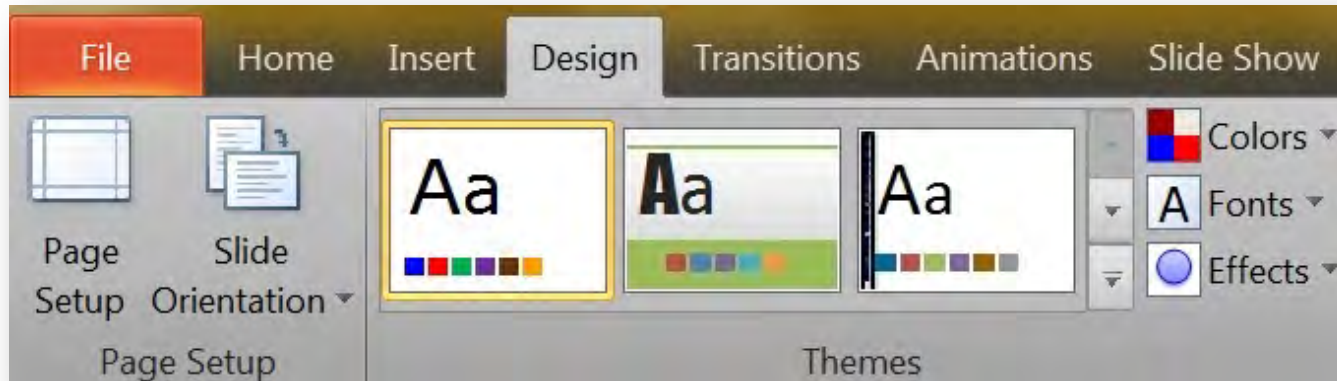 File Home Insert Design Transitions Animations Slide Show
Page Setup
Slide Orientation
Aa Aa Aa
A
Colors
Fonts
Effects
Page Setup Themes